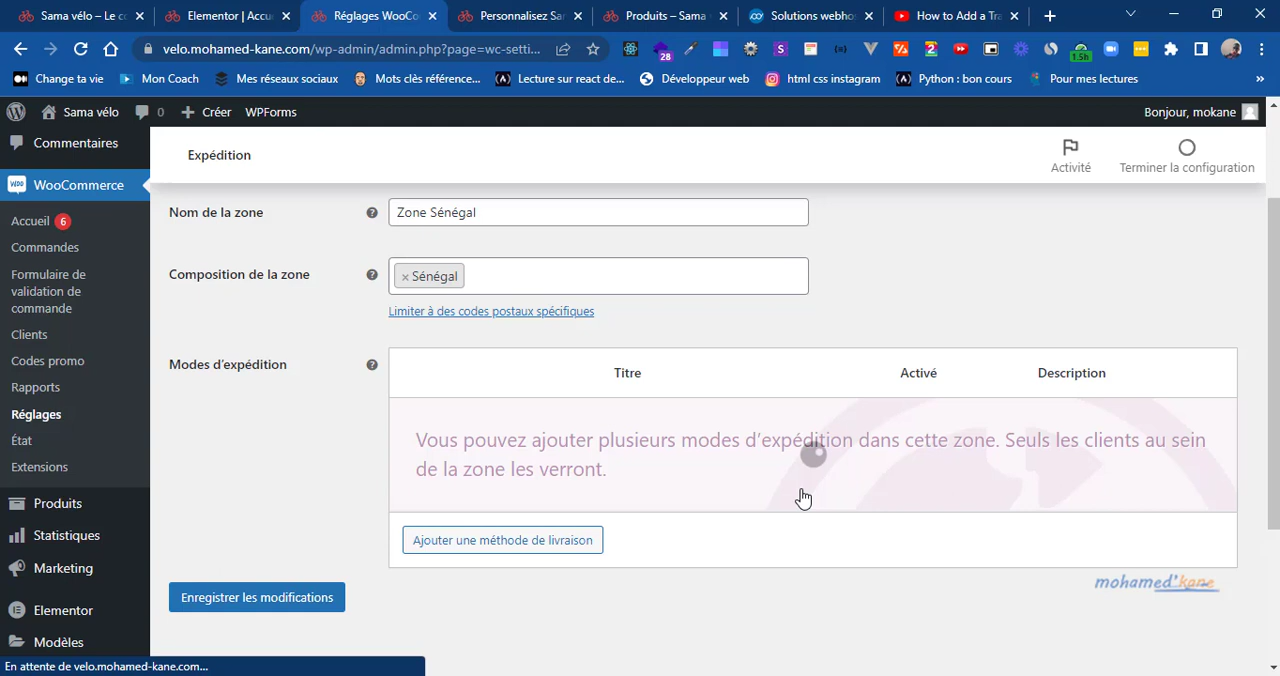 Sama vélo – Le co
Elementor | Accu
Réglages WooCo
Personnalisez Sa
Produits – Sama
Solutions webhos
How to Add a Tra
velo.mohamed-kane.com/wp-admin/admin.php?page=wc-setti...
28
1.5h
Change ta vie
Mon Coach
Mes réseaux sociaux
Mots clés référence...
Lecture sur react de...
Développeur web
html css instagram
Python : bon cours
Pour mes lectures
»
Sama vélo
0
Créer
WPForms
Bonjour, mokane
Commentaires
WooCommerce
Accueil 6
Commandes
Formulaire de
validation de
commande
Clients
Codes promo
Rapports
Réglages
État
Extensions
Produits
Statistiques
Marketing
Elementor
Modèles
Expédition
Activité
Terminer la configuration
Nom de la zone
Zone Sénégal
Composition de la zone
× Sénégal
Limiter à des codes postaux spécifiques
Modes d’expédition
Titre
Activé
Description
Vous pouvez ajouter plusieurs modes d’expédition dans cette zone. Seuls les clients au sein
de la zone les verront.
Ajouter une méthode de livraison
Enregistrer les modifications
mohamed'kane
En attente de velo.mohamed-kane.com...